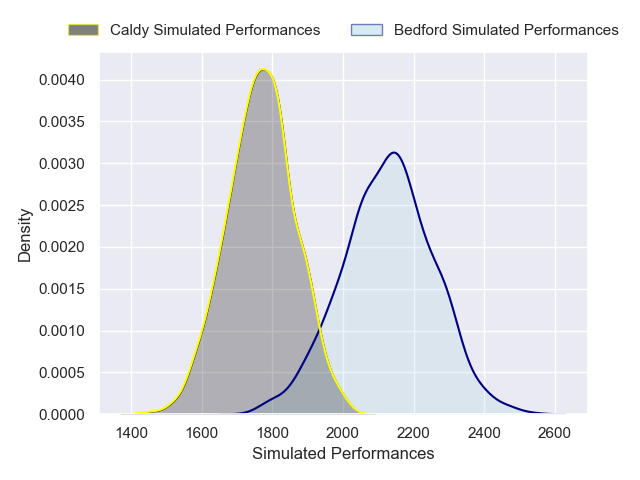 Caldy Simulated Performances
Bedford Simulated Performances
Density
0.0040
0.0035
0.0030
0.0025
0.0020
0.0015
0.0010
0.0005
0.0000
1400 1600 1800 2000 2200 2400 2600
Simulated Performances